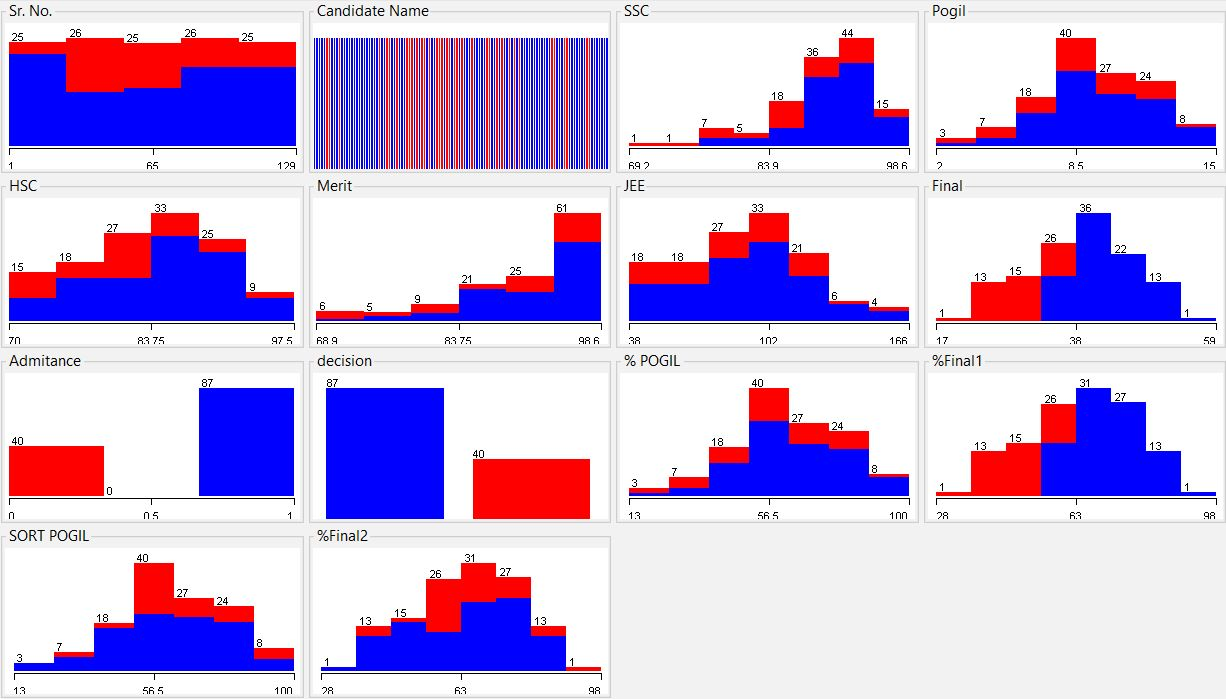 Sr. No.
25 26 25 26 25
1 65 129
Candidate Name
SSC
1 1 7 5 18 36 44 15
69.2 83.9 98.6
Pogil
3 7 18 40 27 24 8
2 8.5 15
HSC
15 18 27 33 25 9
70 83.75 97.5
Merit
6 5 9 21 25 61
68.9 83.75 98.6
JEE
18 18 27 33 21 6 4
38 102 166
Final
1 13 15 26 36 22 13 1
17 38 59
Admitance
40 0 87
0 0.5 1
decision
87 40
% POGIL
3 7 18 40 27 24 8
13 56.5 100
%Final1
1 13 15 26 31 27 13 1
28 63 98
SORT POGIL
3 7 18 40 27 24 8
13 56.5 100
%Final2
1 13 15 26 31 27 13 1
28 63 98